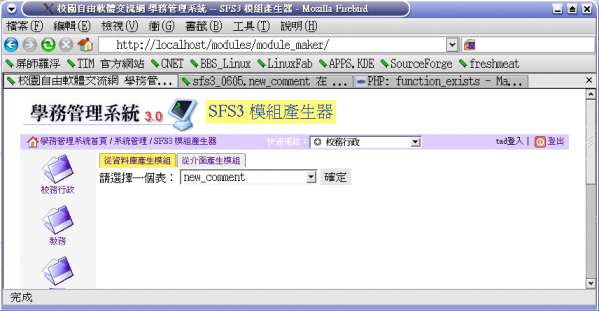 校園自由軟體交流網 學務管理系統 -- SFS3 模組產生器 - Mozilla Firebird
檔案(F) 編輯(E) 檢視(V) 衝(G) 書籤(B) 工具(T) 說明(H)
http://localhost/modules/module_maker/
屏師霹浮 TIM 官方網站 CNET BBS_Linux LinuxFab APPS.KDE SourceForge freshmeat
校園自由軟體交流網 學務管... sfs3_0605.new_comment 在 ... PHP: function_exists - Ma...
學務管理系統 3.0 SFS3 模組產生器
學務管理系統首頁 / 系統管理 / SFS3 模組產生器 快速連結： ◎ 校務行政 tad登入 | 登出
從資料庫產生模組 從介面產生模組
請選擇一個表： new_comment 確定
校務行政
教務
完成